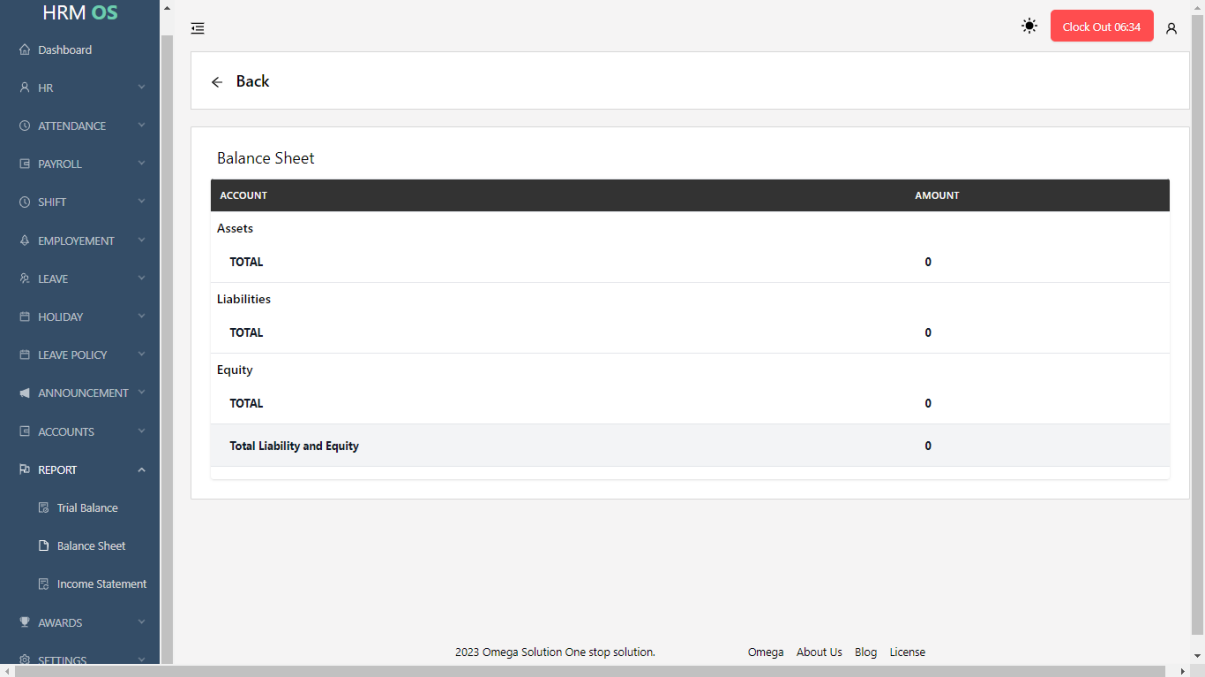 HRM OS
Dashboard
HR
ATTENDANCE
PAYROLL
SHIFT
EMPLOYEMENT
LEAVE
HOLIDAY
LEAVE POLICY
ANNOUNCEMENT
ACCOUNTS
REPORT
Trial Balance
Balance Sheet
Income Statement
AWARDS
SETTINGS
Clock Out 06:34
Back
Balance Sheet
ACCOUNT AMOUNT
Assets
TOTAL 0
Liabilities
TOTAL 0
Equity
TOTAL 0
Total Liability and Equity 0
2023 Omega Solution One stop solution. Omega About Us Blog License